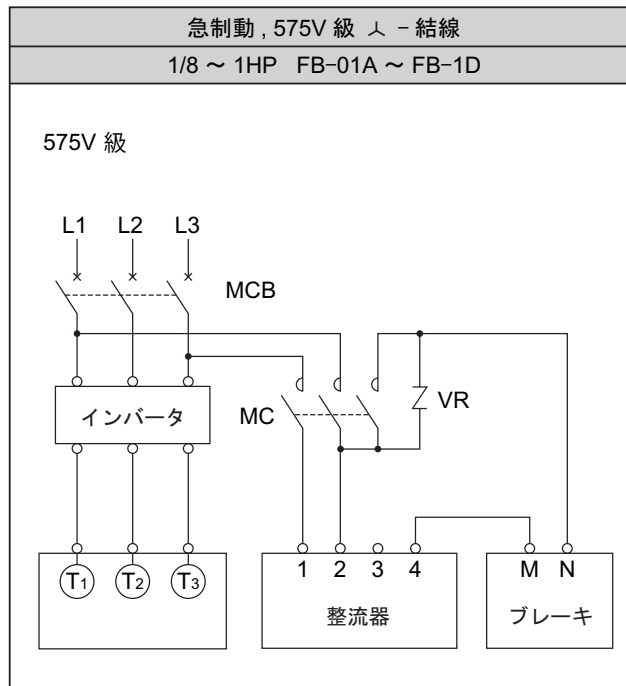 急制動 , 575V 級 人 - 結線
1/8 ~ 1HP FB-01A ~ FB-1D
575V 級
L1 L2 L3
MCB
インバータ
MC
VR
T1 T2 T3
1 2 3 4
M N
整流器
ブレーキ